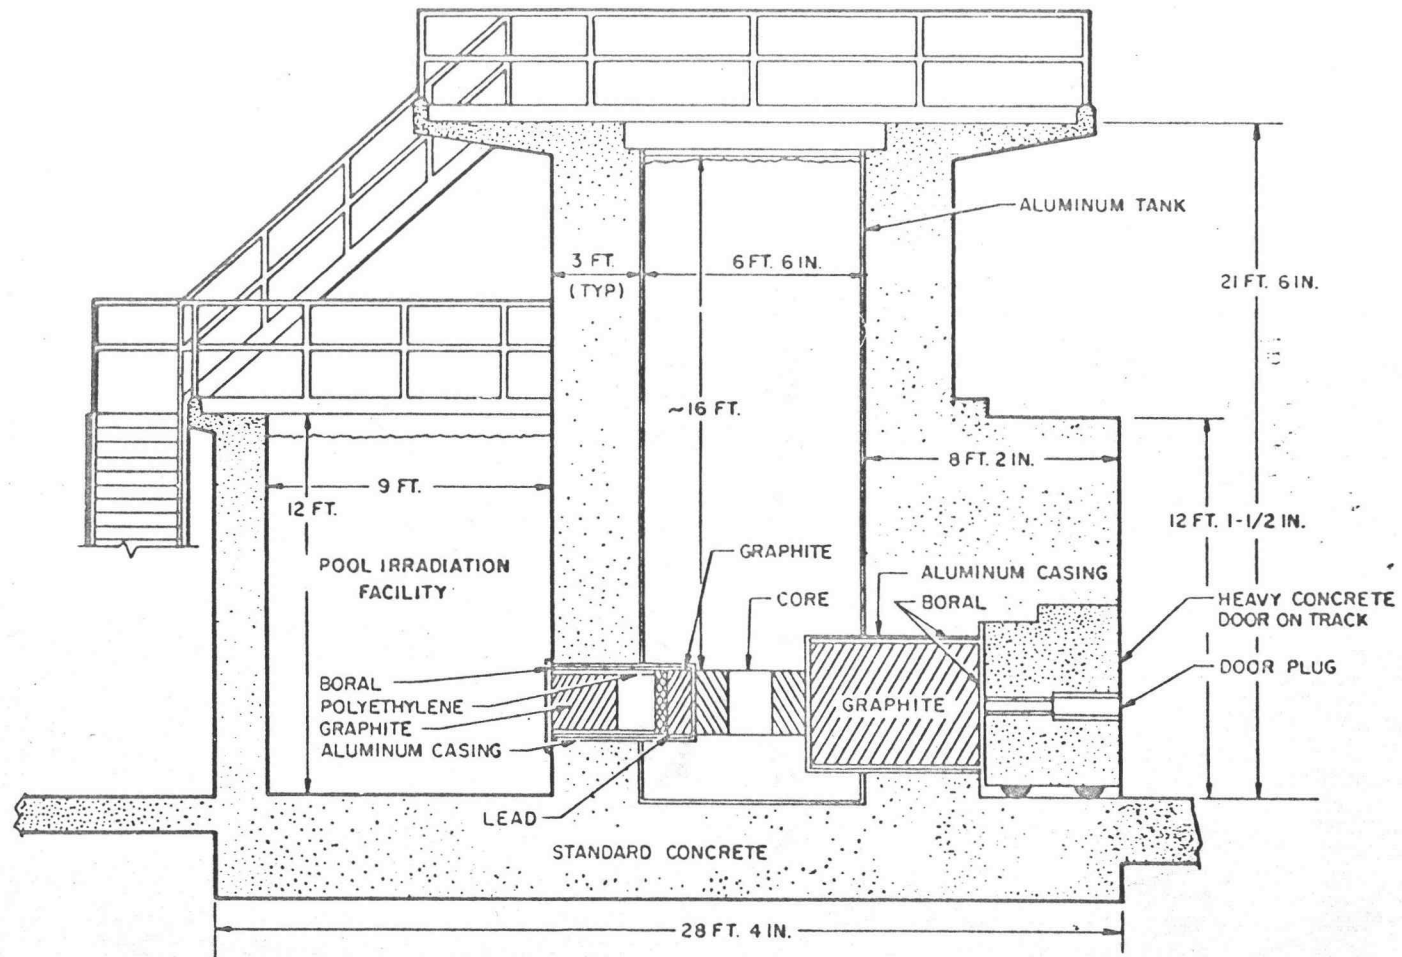 ALUMINUM TANK
3 FT.
(TYP)
6 FT. 6 IN.
21 FT. 6 IN.
~16 FT.
8 FT. 2 IN.
9 FT.
12 FT.
12 FT. 1-1/2 IN.
POOL IRRADIATION
FACILITY
GRAPHITE
ALUMINUM CASING
CORE
BORAL
HEAVY CONCRETE
DOOR ON TRACK
DOOR PLUG
BORAL
POLYETHYLENE
GRAPHITE
ALUMINUM CASING
GRAPHITE
LEAD
STANDARD CONCRETE
28 FT. 4 IN.